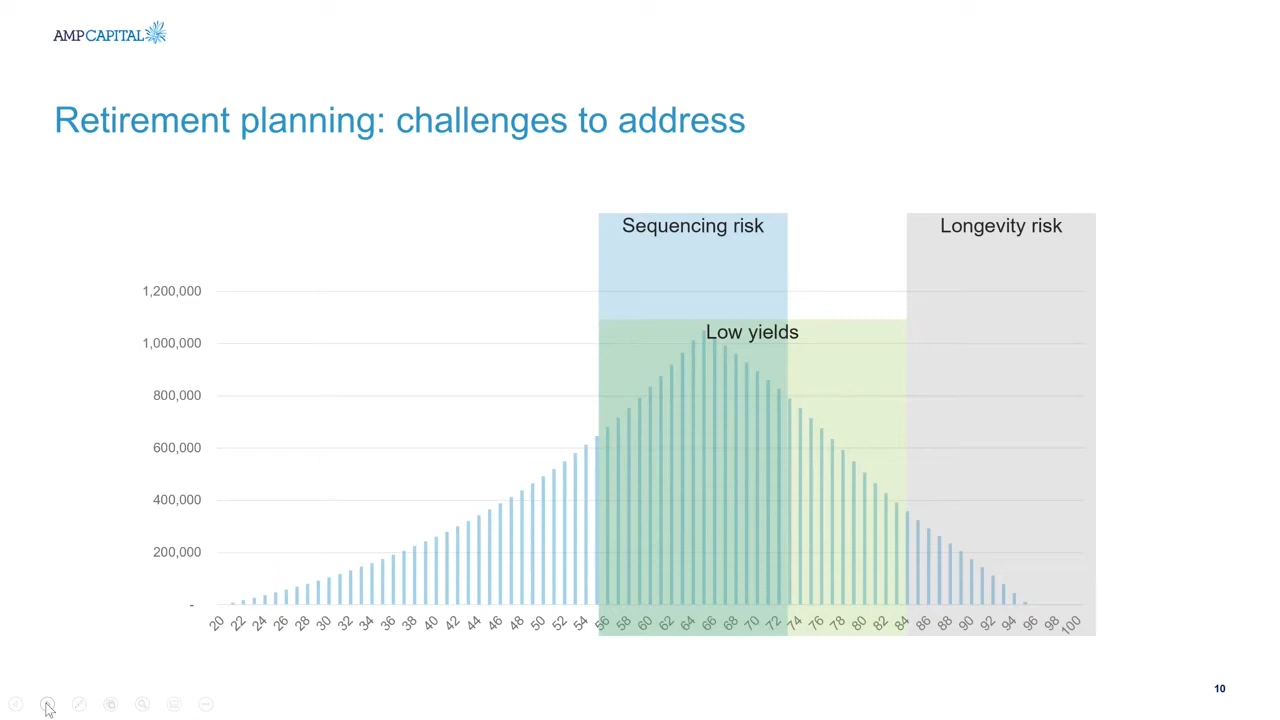 AMP CAPITAL
Retirement planning: challenges to address
Sequencing risk
Longevity risk
Low yields
1,200,000
1,000,000
800,000
600,000
400,000
200,000
-
20 22 24 26 28 30 32 34 36 38 40 42 44 46 48 50 52 54 56 58 60 62 64 66 68 70 72 74 76 78 80 82 84 86 88 90 92 94 96 98 100
10